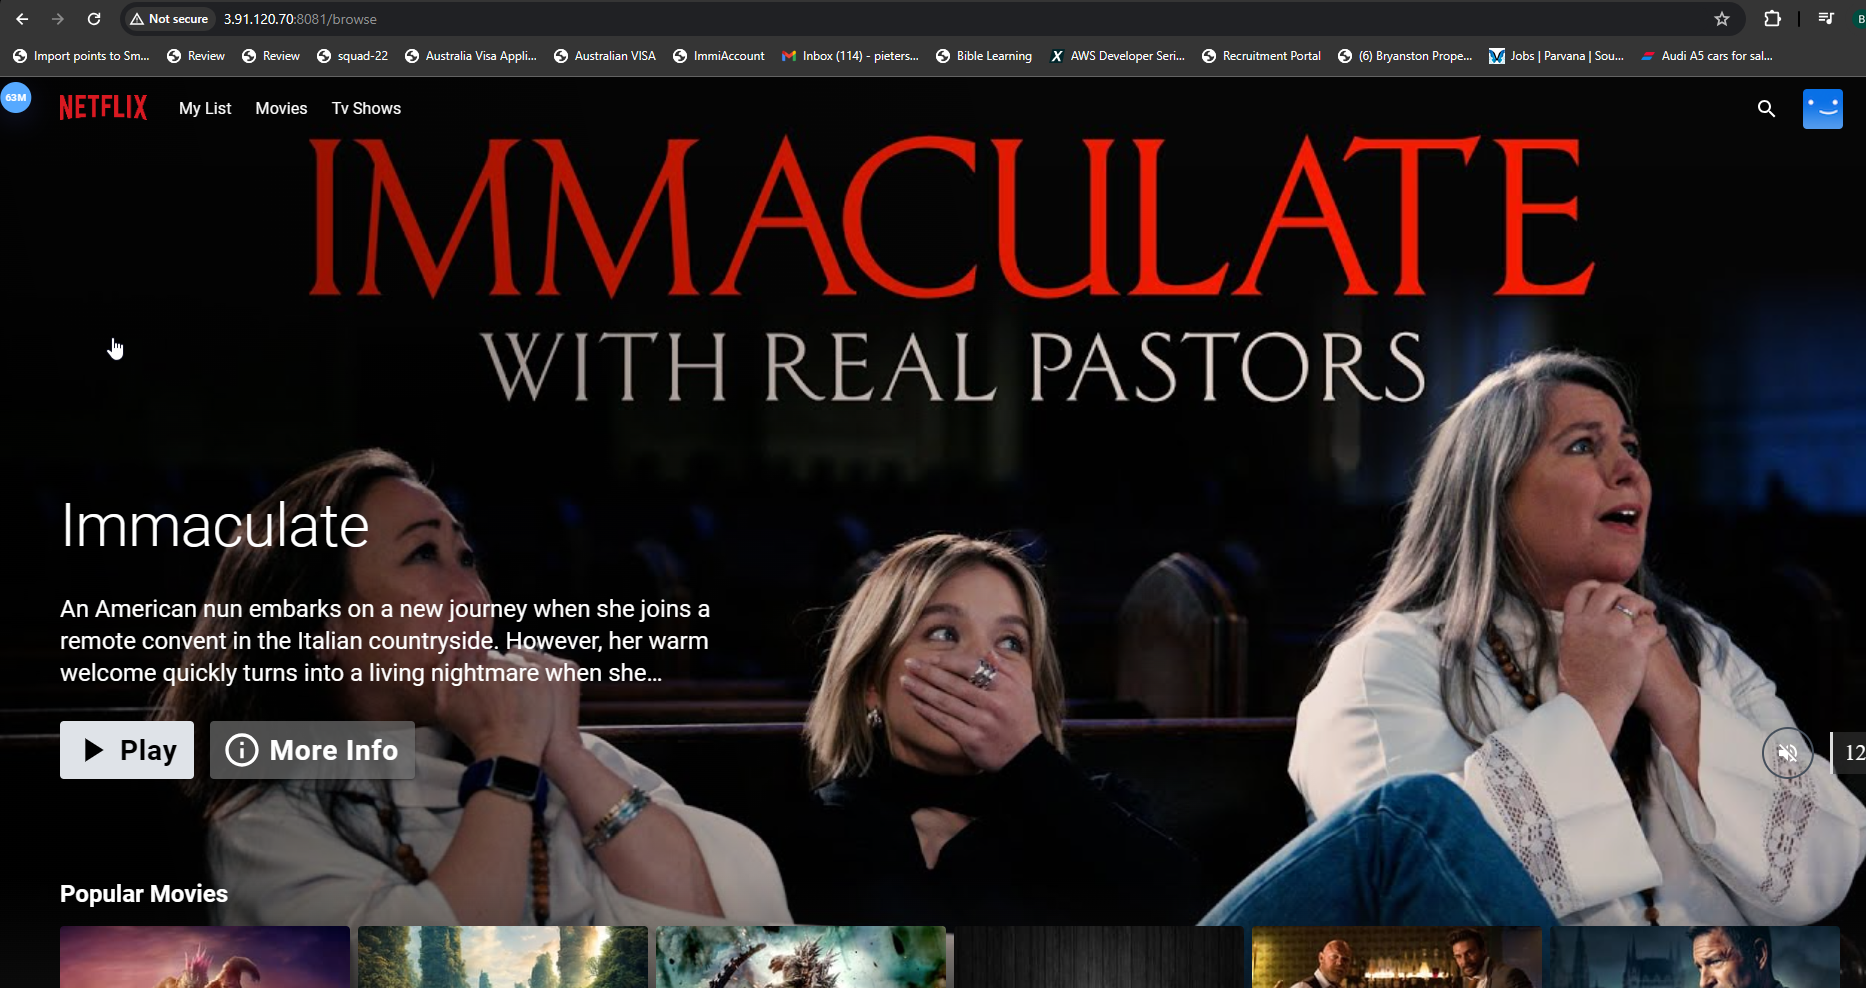 Not secure 3.91.120.70:8081/browse
Import points to Sm... Review Review squad-22 Australia Visa Appli... Australian VISA ImmiAccount Inbox (114) - pieters... Bible Learning X AWS Developer Seri... Recruitment Portal (6) Bryanston Prope... Jobs | Parvana | Sou... Audi A5 cars for sal...
63M
NETFLIX My List Movies Tv Shows
IMMACULATE
WITH REAL PASTORS
Immaculate
An American nun embarks on a new journey when she joins a
remote convent in the Italian countryside. However, her warm
welcome quickly turns into a living nightmare when she...
Play More Info
12
Popular Movies